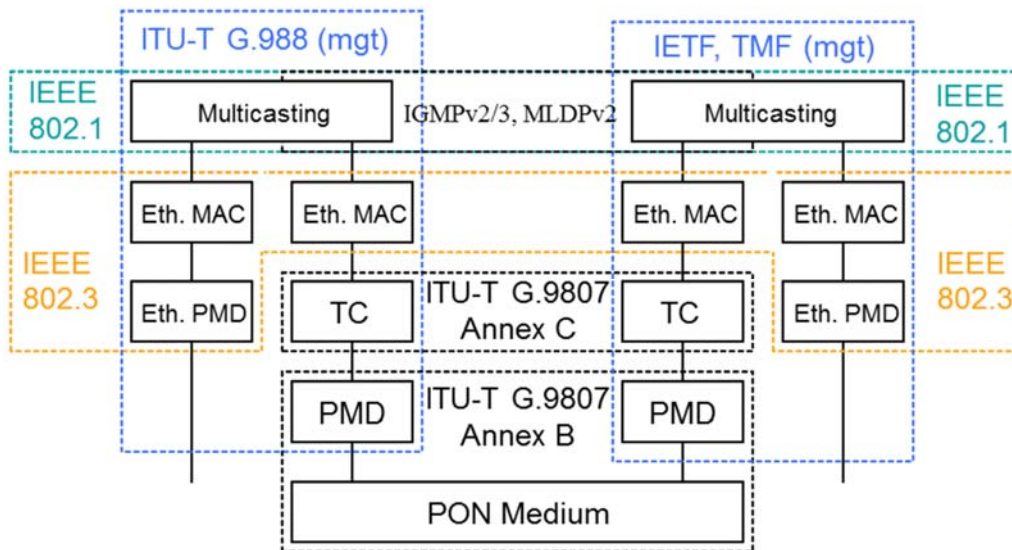 ITU-T G.988 (mgt)
IETF, TMF (mgt)
IEEE
802.1
Multicasting
IGMPv2/3, MLDPv2
Multicasting
IEEE
802.1
Eth. MAC
Eth. MAC
Eth. MAC
Eth. MAC
IEEE
802.3
Eth. PMD
TC
ITU-T G.9807
Annex C
TC
Eth. PMD
IEEE
802.3
PMD
ITU-T G.9807
Annex B
PMD
PON Medium